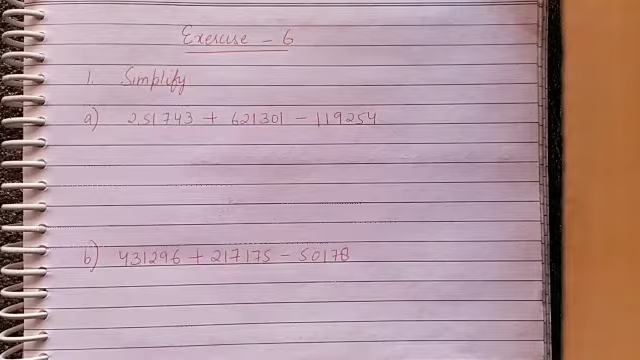 Exercise - 6
1. Simplify
a) 251743 + 621301 - 119254
b) 431296 + 217175 - 50178